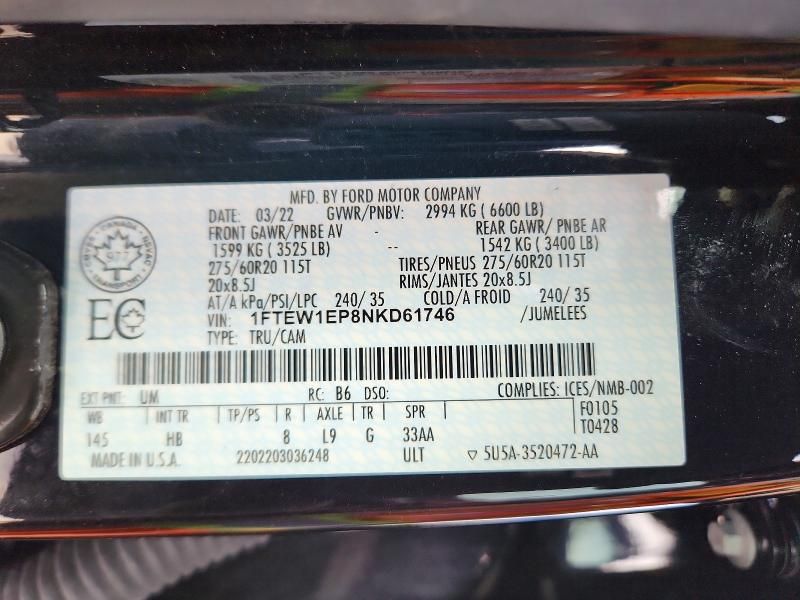 MFD. BY FORD MOTOR COMPANY
DATE: 03/22 GVWR/PNBV: 2994 KG ( 6600 LB)
FRONT GAWR/PNBE AV - REAR GAWR/ PNBE AR
1599 KG ( 3525 LB) -- 1542 KG ( 3400 LB)
275/60R20 115T TIRES/PNEUS 275/60R20 115T
20x8.5J RIMS/JANTES 20x8.5J
AT/A kPa/PSI/LPC 240/ 35 COLD/A FROID 240/ 35
VIN: 1FTEW1EP8NKD61746 /JUMELEES
TYPE: TRU/CAM
CANADA
977
TRANSPORT
EC
EXT PNT: UM RC: B6 DSO: COMPLIES: ICES/NMB-002
WB INT TR TP/PS R AXLE TR SPR F0105
145 HB 8 L9 G 33AA T0428
MADE IN U.S.A. 2202203036248 ULT ▽ 5U5A-3520472-AA